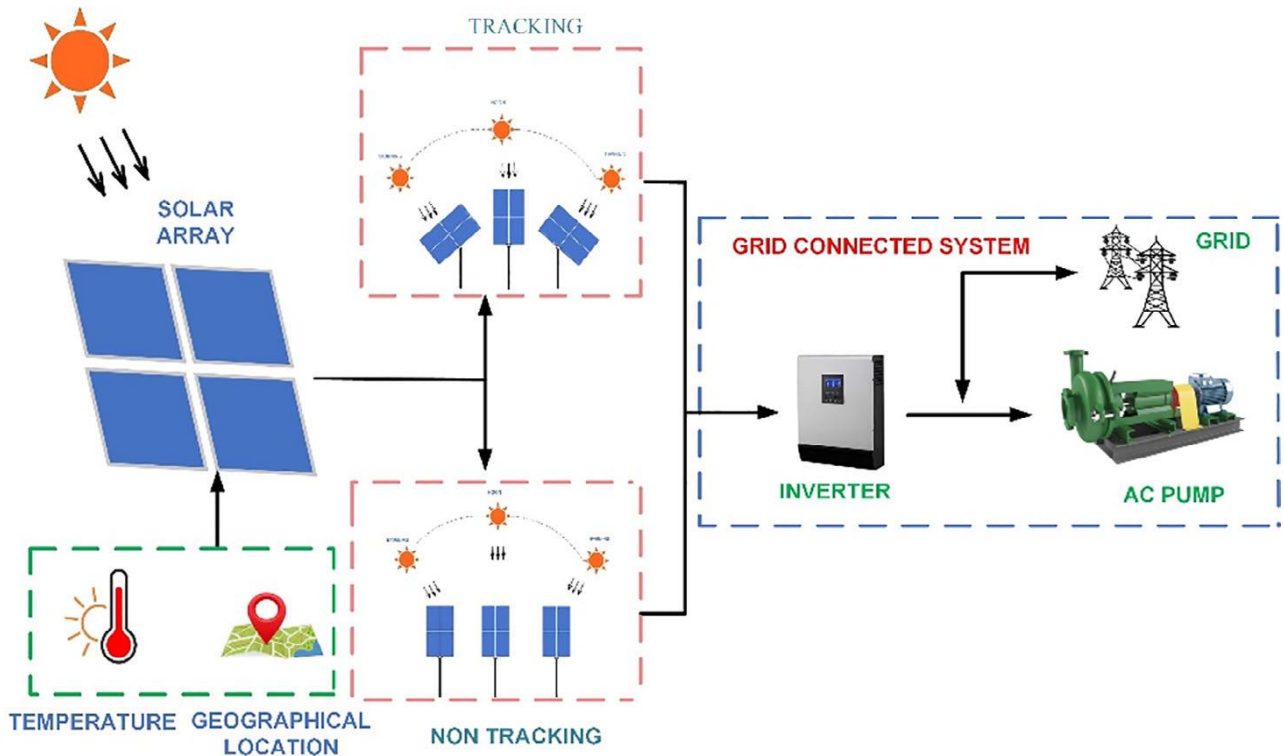 TRACKING
SOLAR
ARRAY
GRID CONNECTED SYSTEM
GRID
INVERTER
AC PUMP
TEMPERATURE
GEOGRAPHICAL
LOCATION
NON TRACKING